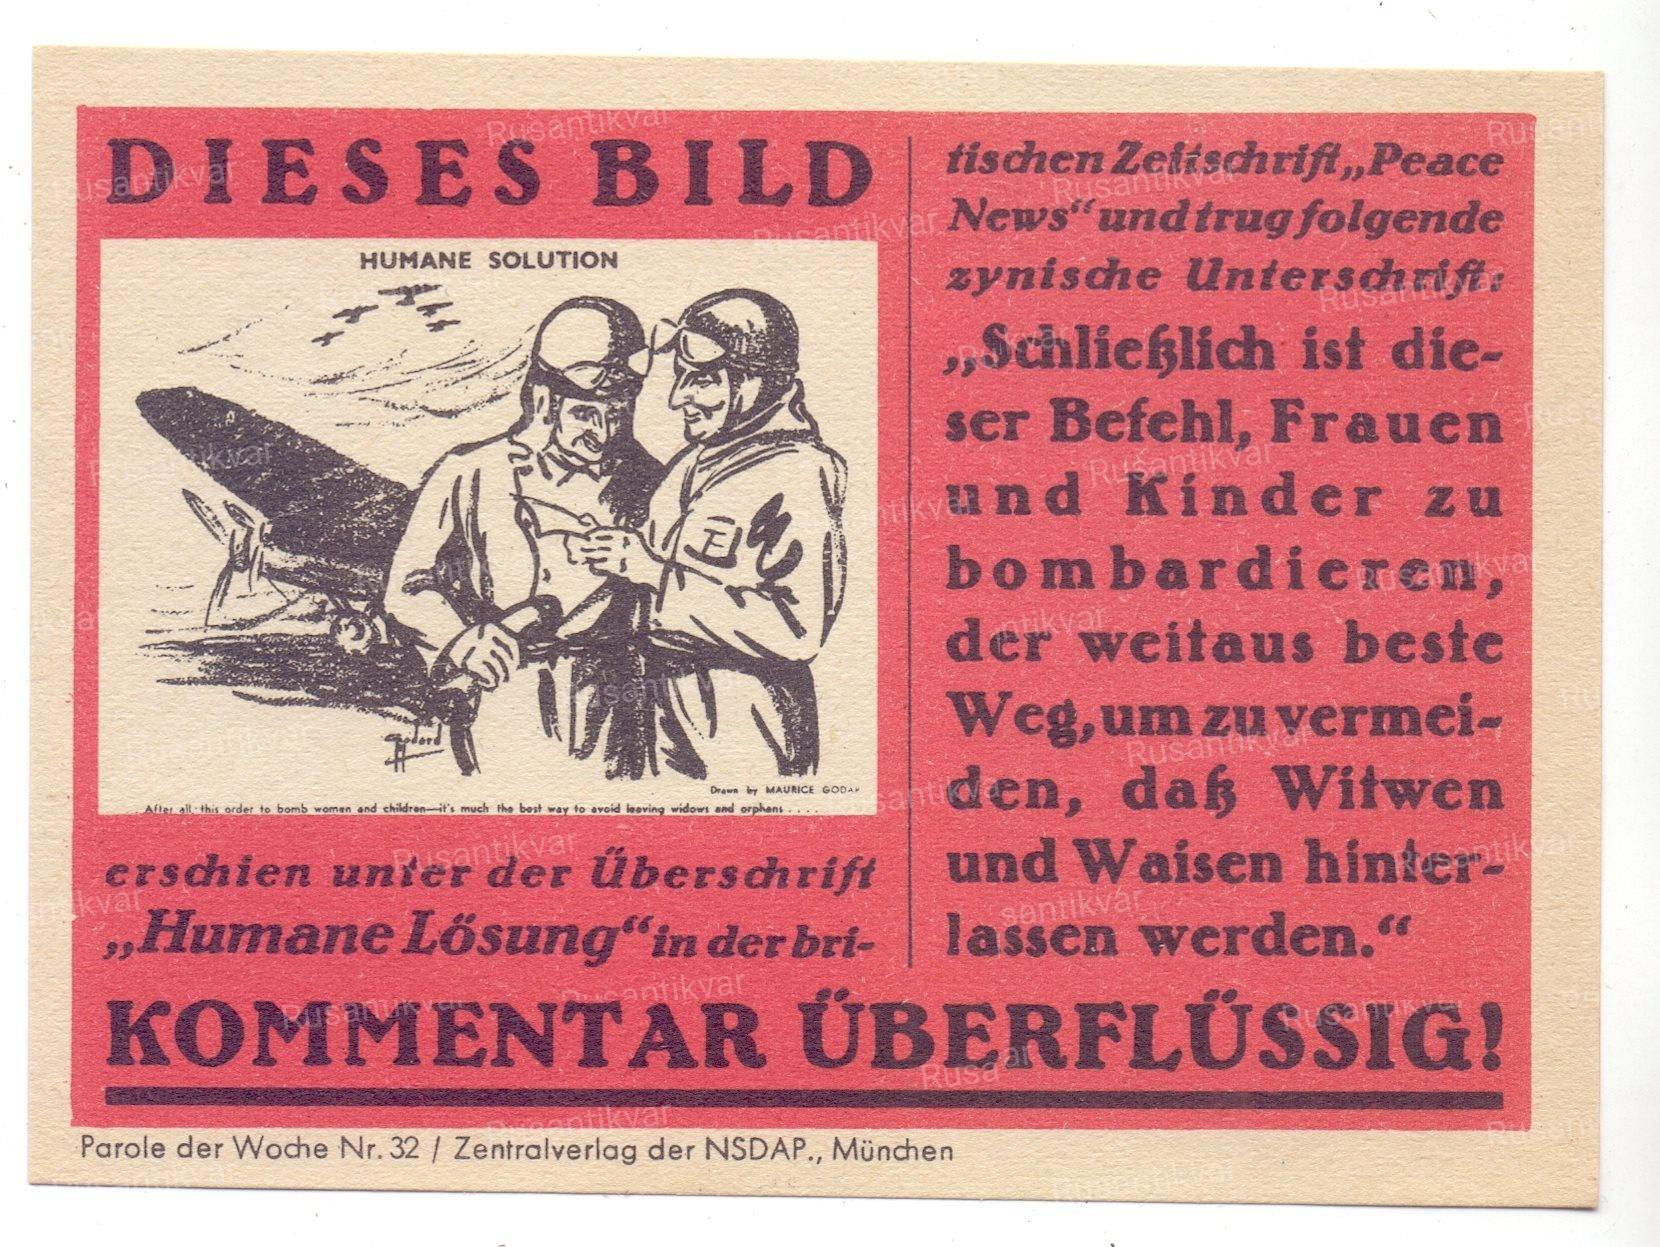 DIESES BILD
HUMANE SOLUTION
Godard
Drawn by MAURICE GODAR
After all, this order to bomb women and children—it's much the best way to avoid leaving widows and orphans . . . .
erschien unter der Überschrift
„Humane Lösung“ in der bri-
tischen Zeitschrift „Peace
News“ und trug folgende
zynische Unterschrift:
„Schließlich ist die-
ser Befehl, Frauen
und Kinder zu
bombardieren,
der weitaus beste
Weg, um zu vermei-
den, daß Witwen
und Waisen hinter-
lassen werden.“
KOMMENTAR ÜBERFLÜSSIG!
Parole der Woche Nr. 32 / Zentralverlag der NSDAP., München
Rusantikvar